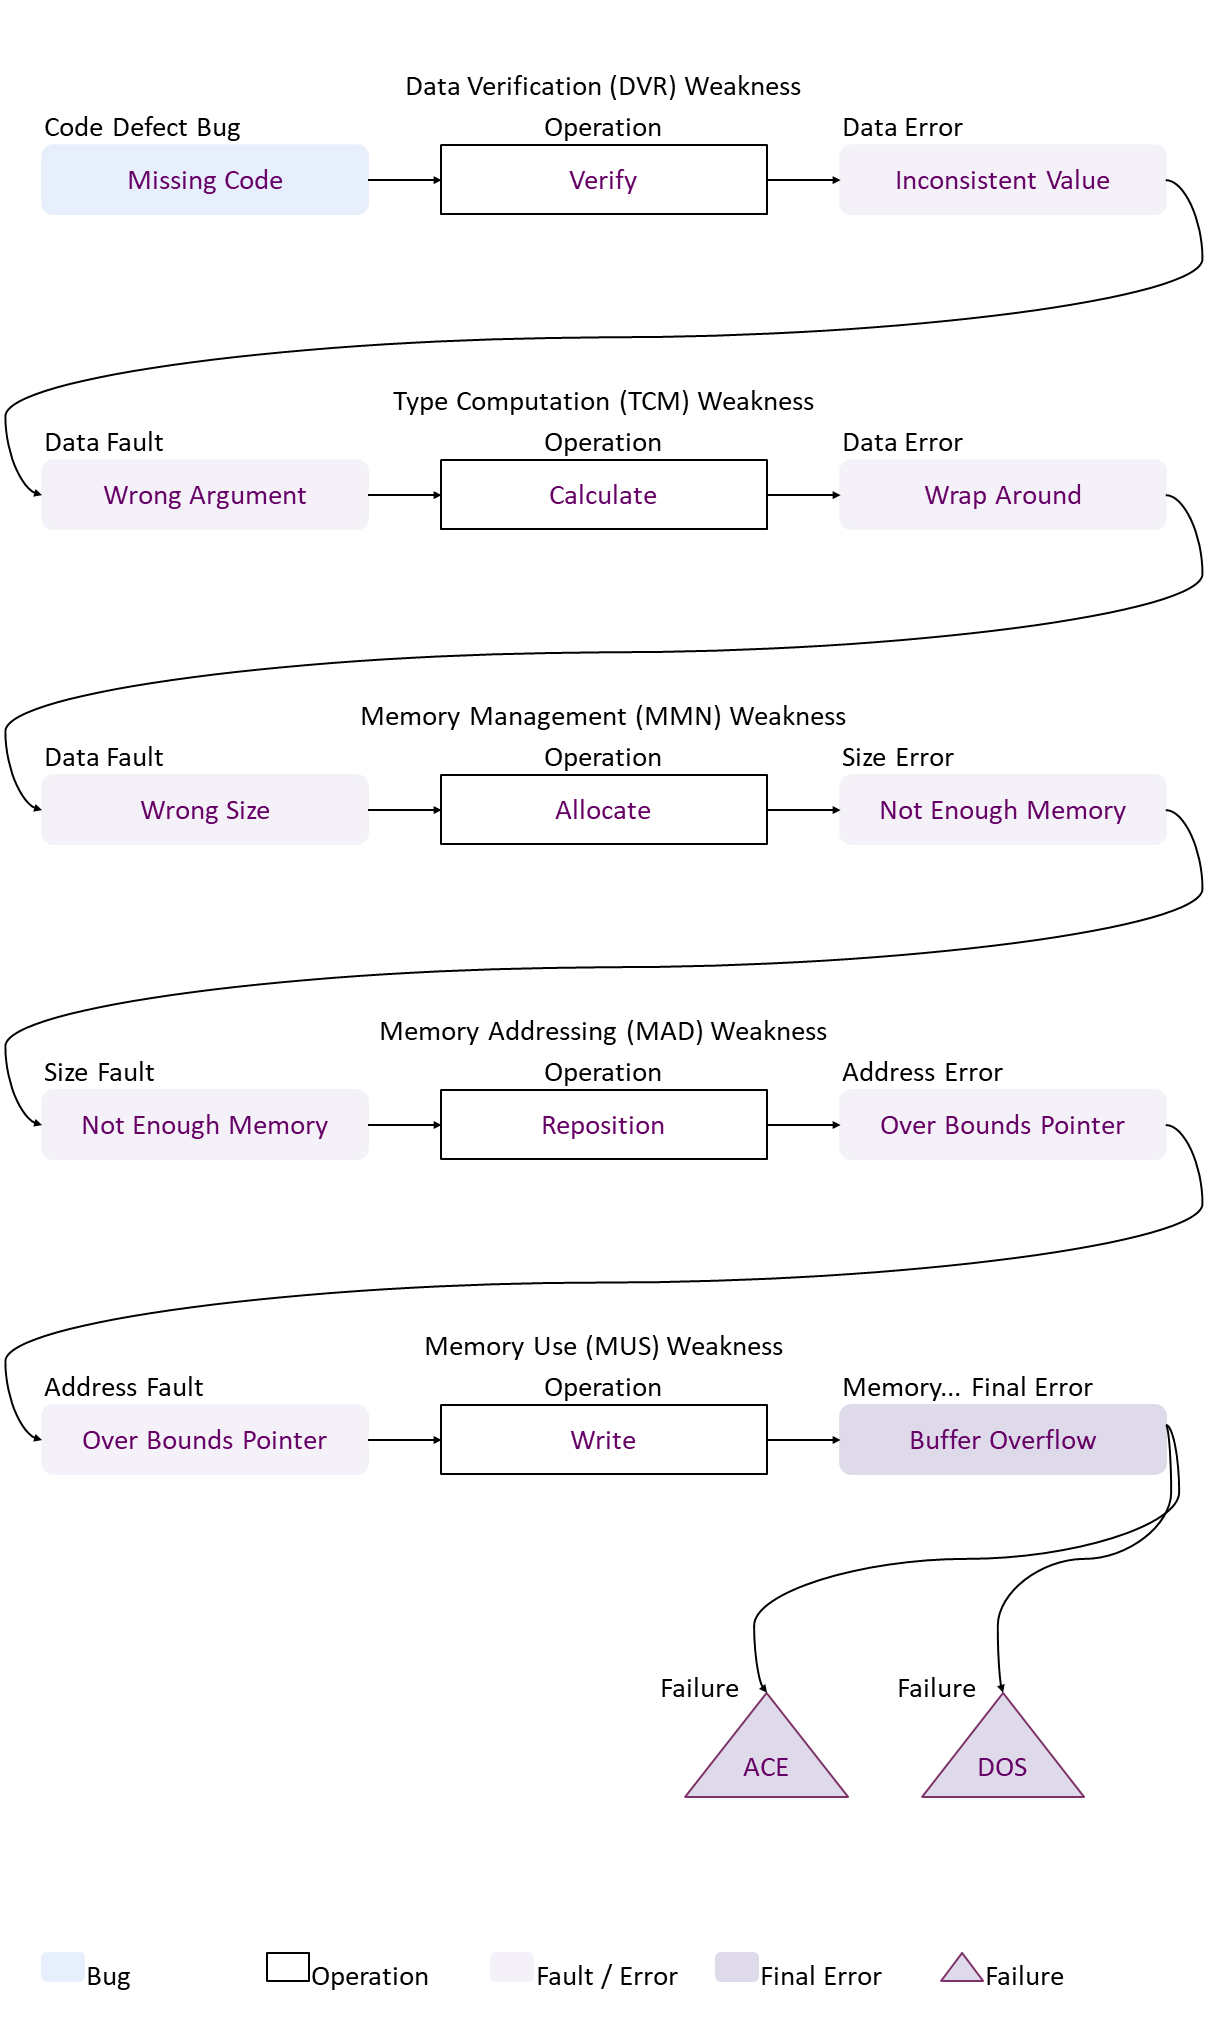 Data Verification (DVR) Weakness
Code Defect Bug
Operation
Data Error
Missing Code
Verify
Inconsistent Value
Type Computation (TCM) Weakness
Data Fault
Operation
Data Error
Wrong Argument
Calculate
Wrap Around
Memory Management (MMN) Weakness
Data Fault
Operation
Size Error
Wrong Size
Allocate
Not Enough Memory
Memory Addressing (MAD) Weakness
Size Fault
Operation
Address Error
Not Enough Memory
Reposition
Over Bounds Pointer
Memory Use (MUS) Weakness
Address Fault
Operation
Memory... Final Error
Over Bounds Pointer
Write
Buffer Overflow
Failure
Failure
ACE
DOS
Bug
Operation
Fault / Error
Final Error
Failure